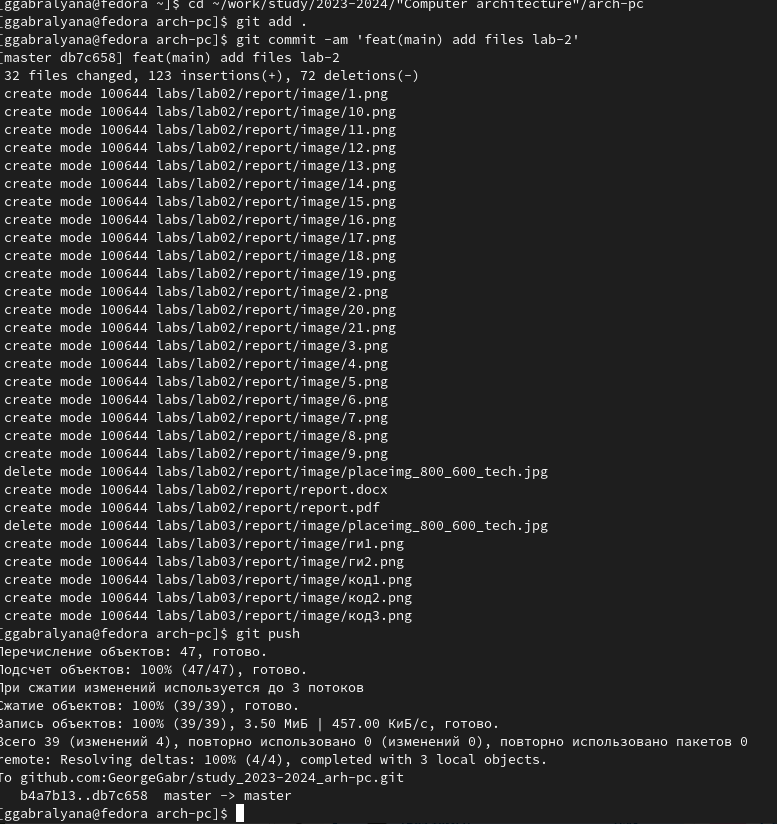 [ggabralyana@fedora ~]$ cd ~/work/study/2023-2024/"Computer architecture"/arch-pc
[ggabralyana@fedora arch-pc]$ git add .
[ggabralyana@fedora arch-pc]$ git commit -am 'feat(main) add files lab-2'
[master db7c658] feat(main) add files lab-2
32 files changed, 123 insertions(+), 72 deletions(-)
create mode 100644 labs/lab02/report/image/1.png
create mode 100644 labs/lab02/report/image/10.png
create mode 100644 labs/lab02/report/image/11.png
create mode 100644 labs/lab02/report/image/12.png
create mode 100644 labs/lab02/report/image/13.png
create mode 100644 labs/lab02/report/image/14.png
create mode 100644 labs/lab02/report/image/15.png
create mode 100644 labs/lab02/report/image/16.png
create mode 100644 labs/lab02/report/image/17.png
create mode 100644 labs/lab02/report/image/18.png
create mode 100644 labs/lab02/report/image/19.png
create mode 100644 labs/lab02/report/image/2.png
create mode 100644 labs/lab02/report/image/20.png
create mode 100644 labs/lab02/report/image/21.png
create mode 100644 labs/lab02/report/image/3.png
create mode 100644 labs/lab02/report/image/4.png
create mode 100644 labs/lab02/report/image/5.png
create mode 100644 labs/lab02/report/image/6.png
create mode 100644 labs/lab02/report/image/7.png
create mode 100644 labs/lab02/report/image/8.png
create mode 100644 labs/lab02/report/image/9.png
delete mode 100644 labs/lab02/report/image/placeimg_800_600_tech.jpg
create mode 100644 labs/lab02/report/report.docx
create mode 100644 labs/lab02/report/report.pdf
delete mode 100644 labs/lab03/report/image/placeimg_800_600_tech.jpg
create mode 100644 labs/lab03/report/image/ги1.png
create mode 100644 labs/lab03/report/image/ги2.png
create mode 100644 labs/lab03/report/image/код1.png
create mode 100644 labs/lab03/report/image/код2.png
create mode 100644 labs/lab03/report/image/код3.png
[ggabralyana@fedora arch-pc]$ git push
Перечисление объектов: 47, готово.
Подсчет объектов: 100% (47/47), готово.
При сжатии изменений используется до 3 потоков
Сжатие объектов: 100% (39/39), готово.
Запись объектов: 100% (39/39), 3.50 МиБ | 457.00 КиБ/с, готово.
Всего 39 (изменений 4), повторно использовано 0 (изменений 0), повторно использовано пакетов 0
remote: Resolving deltas: 100% (4/4), completed with 3 local objects.
To github.com:GeorgeGabr/study_2023-2024_arh-pc.git
b4a7b13..db7c658  master -> master
[ggabralyana@fedora arch-pc]$